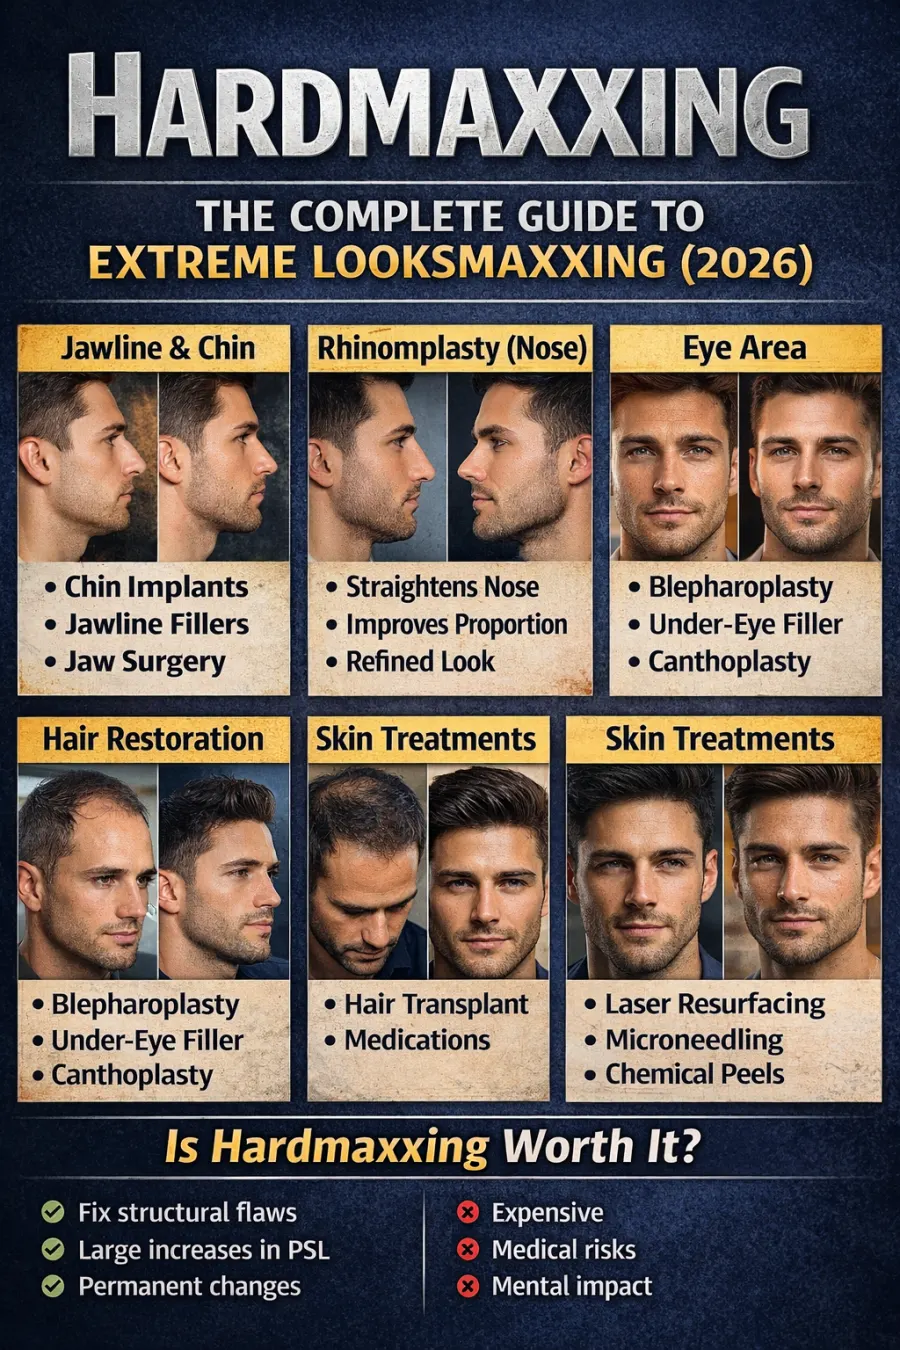 HARDMAXXING
THE COMPLETE GUIDE TO
EXTREME LOOKSMAXXING (2026)
Jawline & Chin
• Chin Implants
• Jawline Fillers
• Jaw Surgery
Rhinomplasty (Nose)
• Straightens Nose
• Improves Proportion
• Refined Look
Eye Area
• Blepharoplasty
• Under-Eye Filler
• Canthoplasty
Hair Restoration
• Blepharoplasty
• Under-Eye Filler
• Canthoplasty
Skin Treatments
• Hair Transplant
• Medications
Skin Treatments
• Laser Resurfacing
• Microneedling
• Chemical Peels
Is Hardmaxxing Worth It?
Fix structural flaws
Large increases in PSL
Permanent changes
Expensive
Medical risks
Mental impact